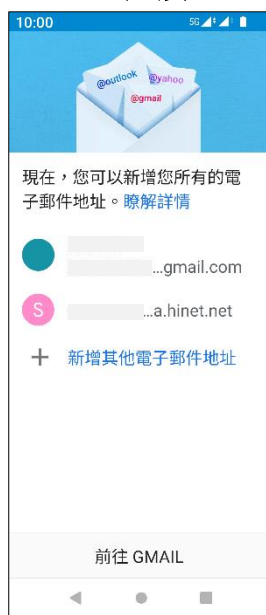 10:00 5G
@outlook @yahoo
@gmail
現在，您可以新增您所有的電
子郵件地址。瞭解詳情
...gmail.com
S ...a.hinet.net
+ 新增其他電子郵件地址
前往 GMAIL